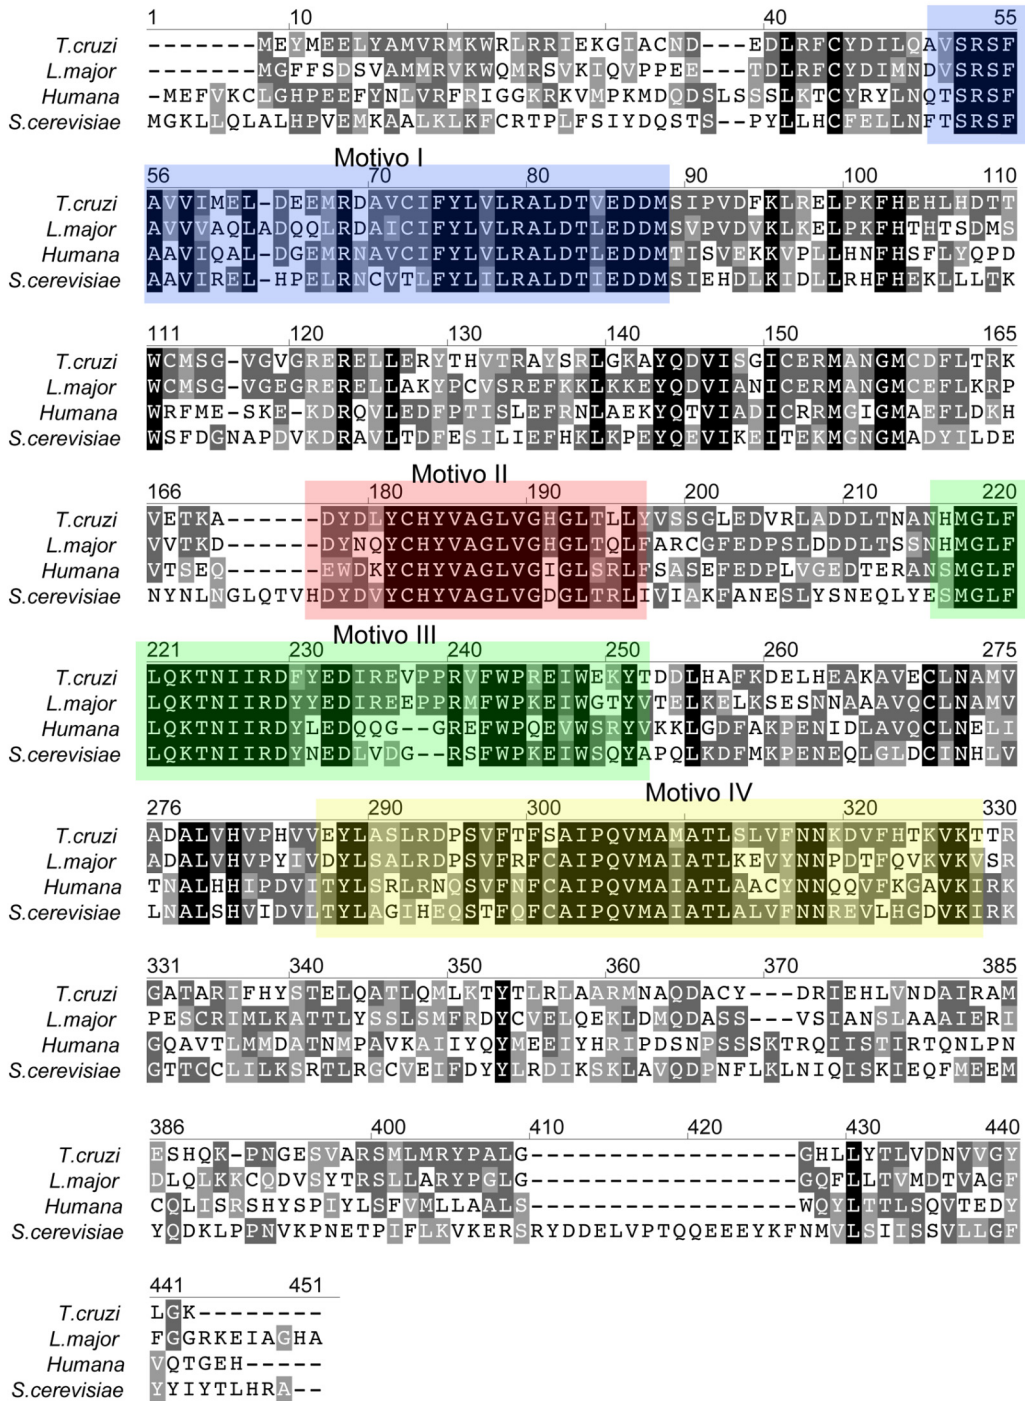 1 10 40 55
T.cruzi -------MEYMEELYAMVRMKWRLRRIEKGIACND---EDLRFCYDILQAVSRSF
L.major -------MGFFSDSVAMMRVKWQMRSVKIQVPPEE---TDLRFCYDIMNDVSRSF
Humana -MEFVKCLGHPEEFYNLVRFRIGGKRKVMPKMDQDSLSSSLKTCYRYLNQTSRSF
S.cerevisiae MGKLLQLALHPVEMKAALKLKFCRTPLFSIYDQSTS--PYLLHCFELLNFTSRSF
Motivo I
56 70 80 90 100 111
T.cruzi AVVIMEL-DEEMRDAVCIFYLVLRALDTVEDDMSIPVDFKLRELPKFHEHLHDTT
L.major AVVVAQLADQQLRDAICIFYLVLRALDTLEDDMSVPVDVKLKELPKFHTHTSDMS
Humana AAVIQAL-DGEMRNAVCIFYLVLRALDTLEDDMTISVEKKVPLLHNFHSFLYQPD
S.cerevisiae AAVIREL-HPELRNCVTLFYLILRALDTIEDDMSIEHDLKIDLLRHFHEKLLLTK
111 120 130 140 150 165
T.cruzi WCMSG-VGVGRERELLERYTHVTRAYSRLGKAYQDVISGICERMANGMCDFLTRK
L.major WCMSG-VGEGRERELLAKYPCVSREFKKLKKEYQDVIANICERMANGMCEFLKRP
Humana WRFME-SKE-KDRQVLEDFPTISLEFRNLAEKYQTVIADICRRMGIGMAEFLDKH
S.cerevisiae WSFDGNAPDVKDRAVLTDFESILIEFHKLKPEYQEVIKEITEKMGNGMADYILDE
Motivo II
166 180 190 200 210 220
T.cruzi VETKA------DYDLYCHYVAGLVGHGLTLLYVSSGLEDVRLADDLTNANHMGLF
L.major VVTKD------DYNQYCHYVAGLVGHGLTQLFARCGFEDPSLDDDLTSSNHMGLF
Humana VTSEQ------EWDKYCHYVAGLVGIGLSRLFSASEFEDPLVGEDTERANSMGLF
S.cerevisiae NYNLNGLQTVHDYDVYCHYVAGLVGDGLTRLIVIAKFANESLYSNEQLYESMGLF
Motivo III
221 230 240 250 260 275
T.cruzi LQKTNIIRDFYEDIREVPPRVFWPREIWEKYTDDLHAFKDELHEAKAVECLNAMV
L.major LQKTNIIRDYYEDIREEPPRMFWPREIWGTYVTELKELKSESNNAAAVQCLNAMV
Humana LQKTNIIRDYLEDQQG--GREFWPQEVWSRYVKKLGDFAKPENIDLAVQCLNELI
S.cerevisiae LQKTNIIRDYNEDLVDG--RSFWPKEIWSQYAPQLKDFMKPENEQLGLDCINHLV
Motivo IV
276 290 300 320 330
T.cruzi ADALVHVPHVVEYLASLRDPSVFTFSAIPQVMAMATLSLVFNNKDVFHTKVKTTR
L.major ADALVHVPYIVDYLSALRDPSVFRFCAIPQVMAIATLKEVYNNPDTFQVKVKVSR
Humana TNALHHIPDVITYLSRLRNQSVFNFCAIPQVMAIATLAACYNNQQVFKGAVKIRK
S.cerevisiae LNALSHVIDVLTYLAGIHEQSTFQFCAIPQVMAIATLALVFNNREVLHGDVKIRK
331 340 350 360 370 385
T.cruzi GATARIFHYSTELQATLQMLKTYTLRLAARMNAQDACY---DRIEHLVNDAIRAM
L.major PESCRIMLKATTLYSSLSMFRDYCVELQEKLDMQDASS---VSIANSLAAAIERI
Humana GQAVTLMMDATNMPAVKAIIYQYMEEIYHRIPDSNPSSSKTRQIISTIRTQNLPN
S.cerevisiae GTTCCLILKSRTLRGCVEIFDYYLRDIKSKLAVQDPNFLKLNIQISKIEQFMEEM
386 400 410 420 430 440
T.cruzi ESHQK-PNGESVARSMLMRYPALG-----------------GHLLYTLVDNVVGY
L.major DLQLKKCQDVSYTRSLLARYPGLG-----------------GQFLLTVMDTVAGF
Humana CQLISRSHYSPIYLSFVMLLAALS-----------------WQYLTTLSQVTEDY
S.cerevisiae YQDKLPPNVKPNETPIFLKVKERSRYDDELVPTQQEEEYKFNMVLSIISSVLLGF
441 451
T.cruzi LGK--------
L.major FGGRKEIAGHA
Humana VQTGEH-----
S.cerevisiae YYIYTLHRA--